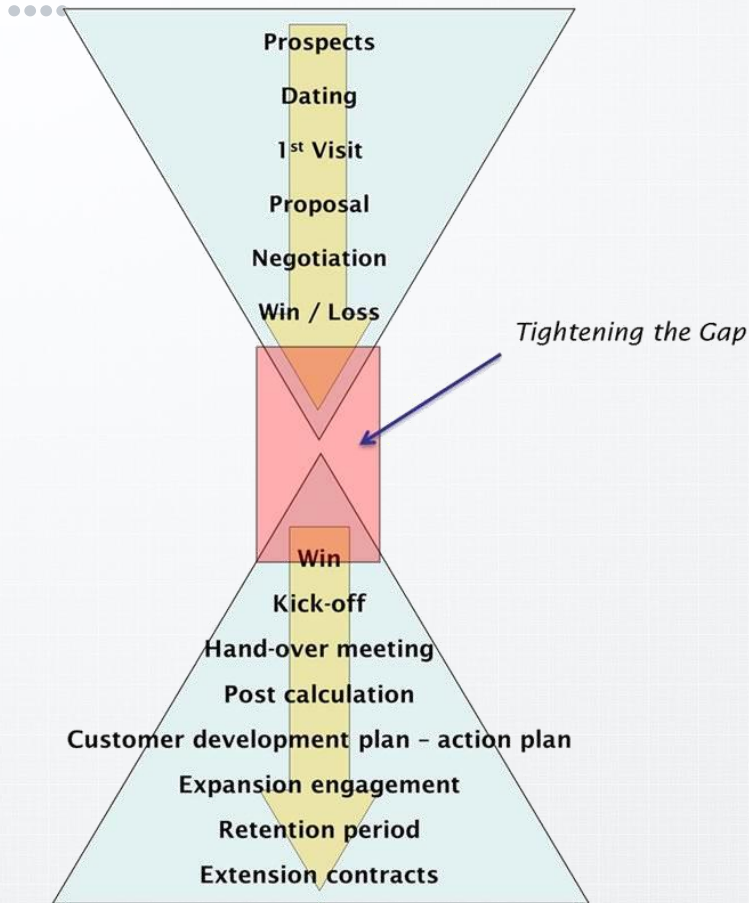 Prospects
Dating
1st Visit
Proposal
Negotiation
Win / Loss
Tightening the Gap
Win
Kick-off
Hand-over meeting
Post calculation
Customer development plan – action plan
Expansion engagement
Retention period
Extension contracts